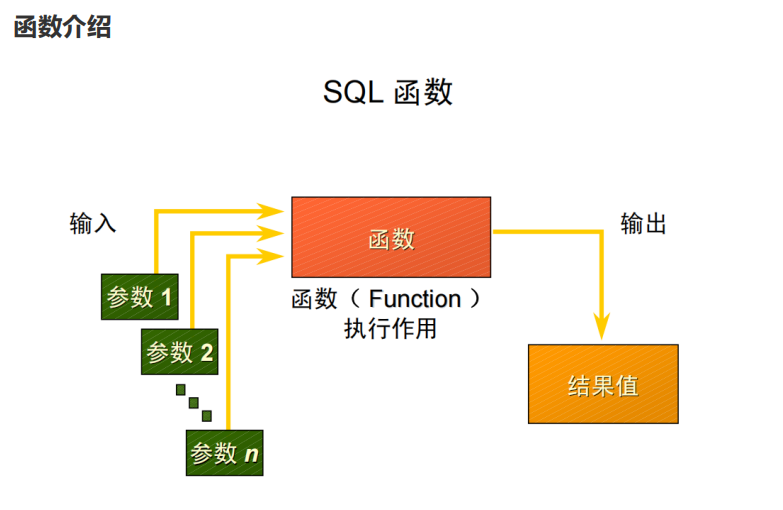 函数介绍
SQL 函数
输入
函数
输出
参数 1
函数（ Function ）
执行作用
参数 2
结果值
参数 n